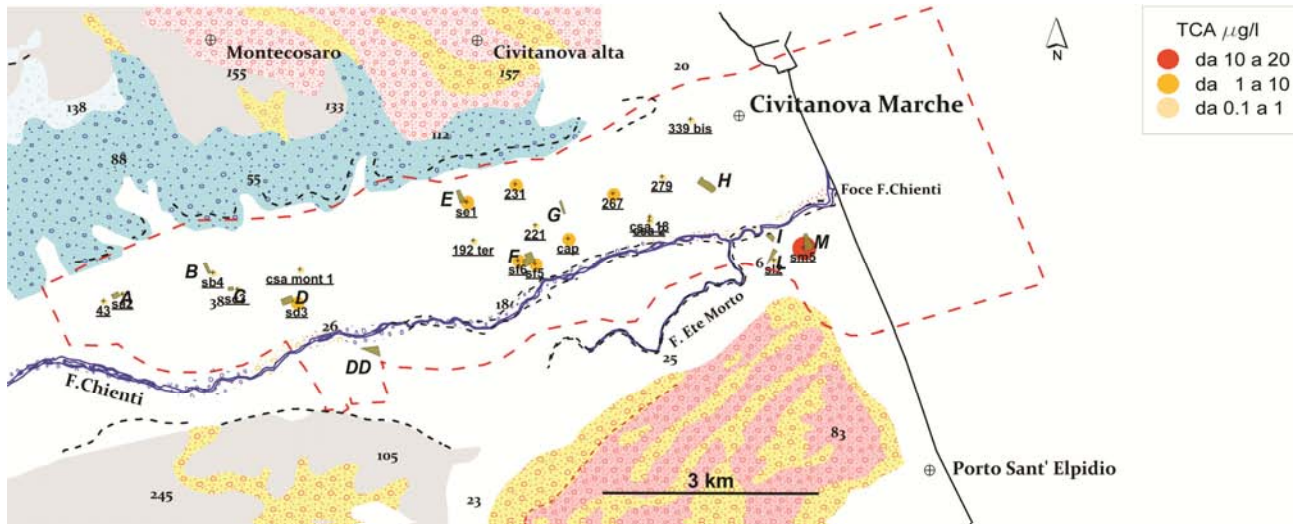 TCA µg/l
da 10 a 20
da 1 a 10
da 0.1 a 1
Montecosaro
Civitanova alta
155
157
20
N
138
133
Civitanova Marche
112
339 bis
88
55
E
231
267
279
H
Foce F.Chienti
se1
G
221
csa 18
192 ter
cap
I
M
F
sf6
sf5
sm5
6
L
sl2
B
sb4
csa mont 1
A
43
38
C
D
sd3
18
26
F. Ete Morto
25
DD
F.Chienti
83
105
245
23
3 km
Porto Sant' Elpidio